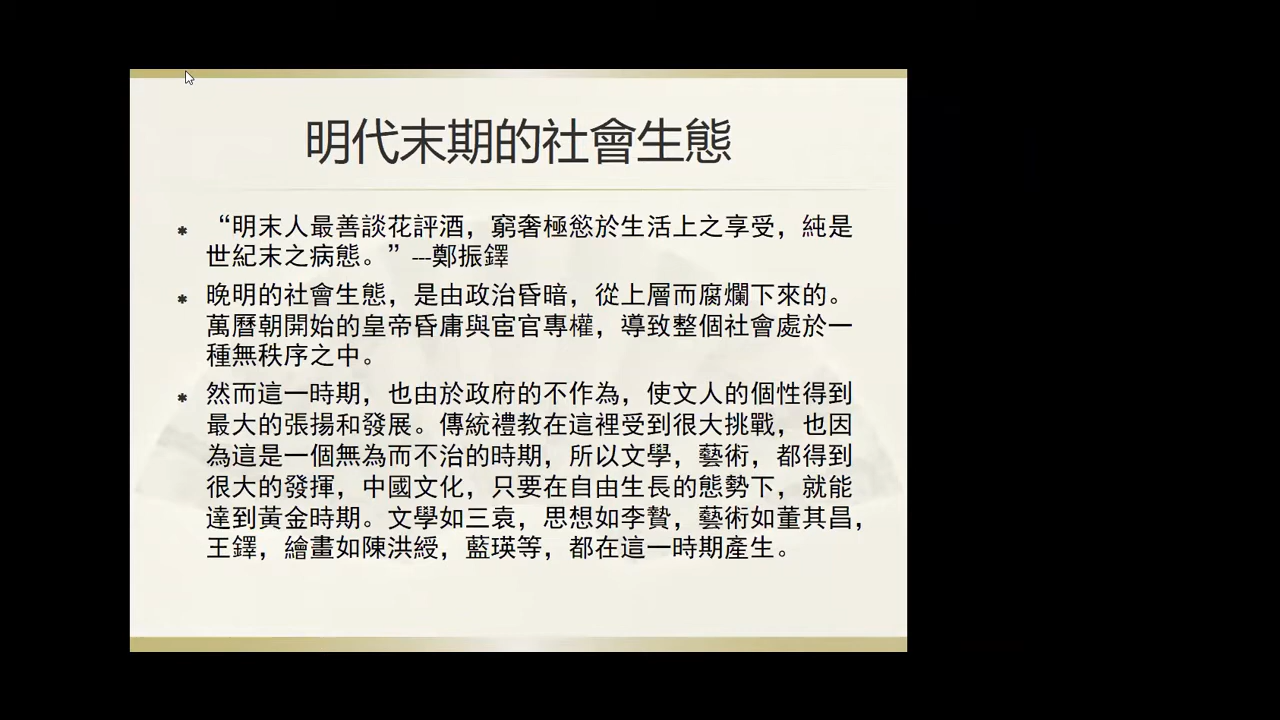 明代末期的社會生態
“明末人最善談花評酒，窮奢極慾於生活上之享受，純是
世紀末之病態。”---鄭振鐸
晚明的社會生態，是由政治昏暗，從上層而腐爛下來的。
萬曆朝開始的皇帝昏庸與宦官專權，導致整個社會處於一
種無秩序之中。
然而這一時期，也由於政府的不作為，使文人的個性得到
最大的張揚和發展。傳統禮教在這裡受到很大挑戰，也因
為這是一個無為而不治的時期，所以文學，藝術，都得到
很大的發揮，中國文化，只要在自由生長的態勢下，就能
達到黃金時期。文學如三袁，思想如李贄，藝術如董其昌，
王鐸，繪畫如陳洪綬，藍瑛等，都在這一時期產生。